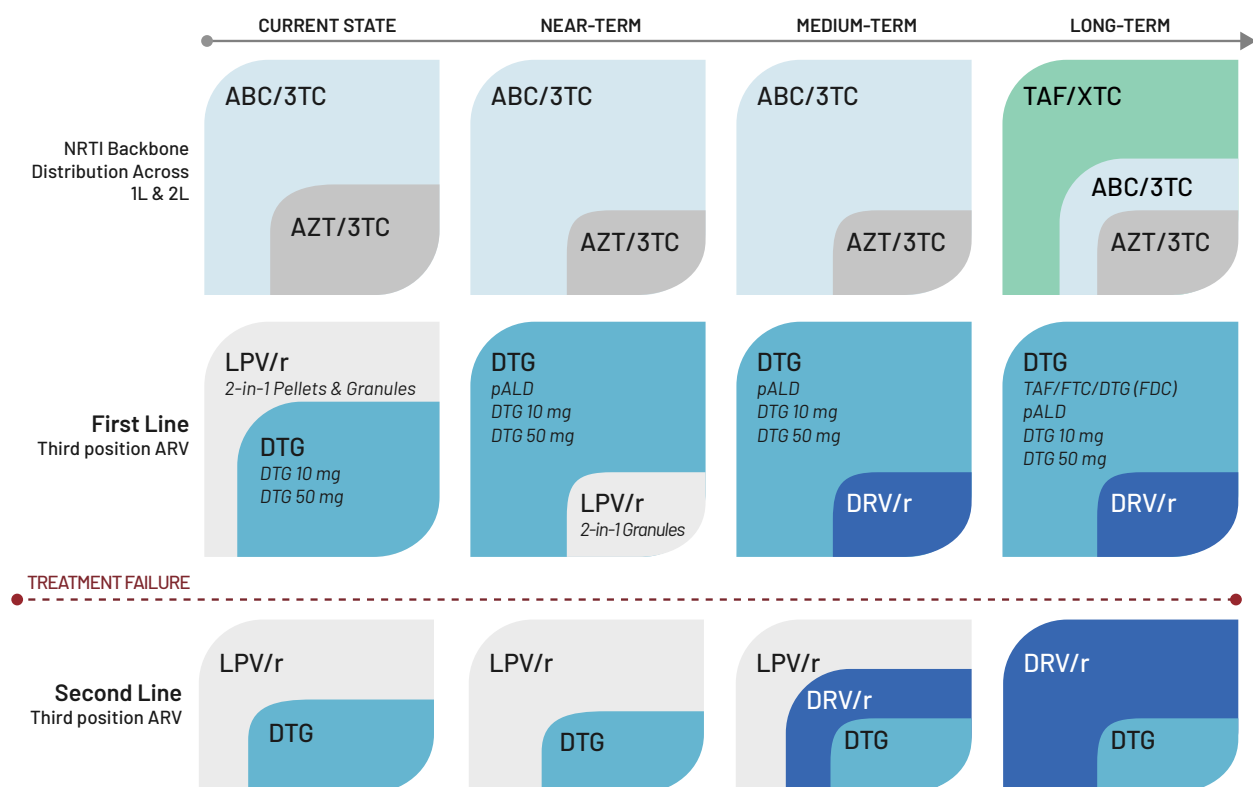 CURRENT STATE
NEAR-TERM
MEDIUM-TERM
LONG-TERM
NRTI Backbone
Distribution Across
1L & 2L
ABC/3TC
AZT/3TC
ABC/3TC
AZT/3TC
ABC/3TC
AZT/3TC
TAF/XTC
ABC/3TC
AZT/3TC
First Line
Third position ARV
LPV/r
2-in-1 Pellets & Granules
DTG
DTG 10 mg
DTG 50 mg
DTG
pALD
DTG 10 mg
DTG 50 mg
LPV/r
2-in-1 Granules
DTG
pALD
DTG 10 mg
DTG 50 mg
DRV/r
DTG
TAF/FTC/DTG (FDC)
pALD
DTG 10 mg
DTG 50 mg
DRV/r
TREATMENT FAILURE
Second Line
Third position ARV
LPV/r
DTG
LPV/r
DTG
LPV/r
DRV/r
DTG
DRV/r
DTG